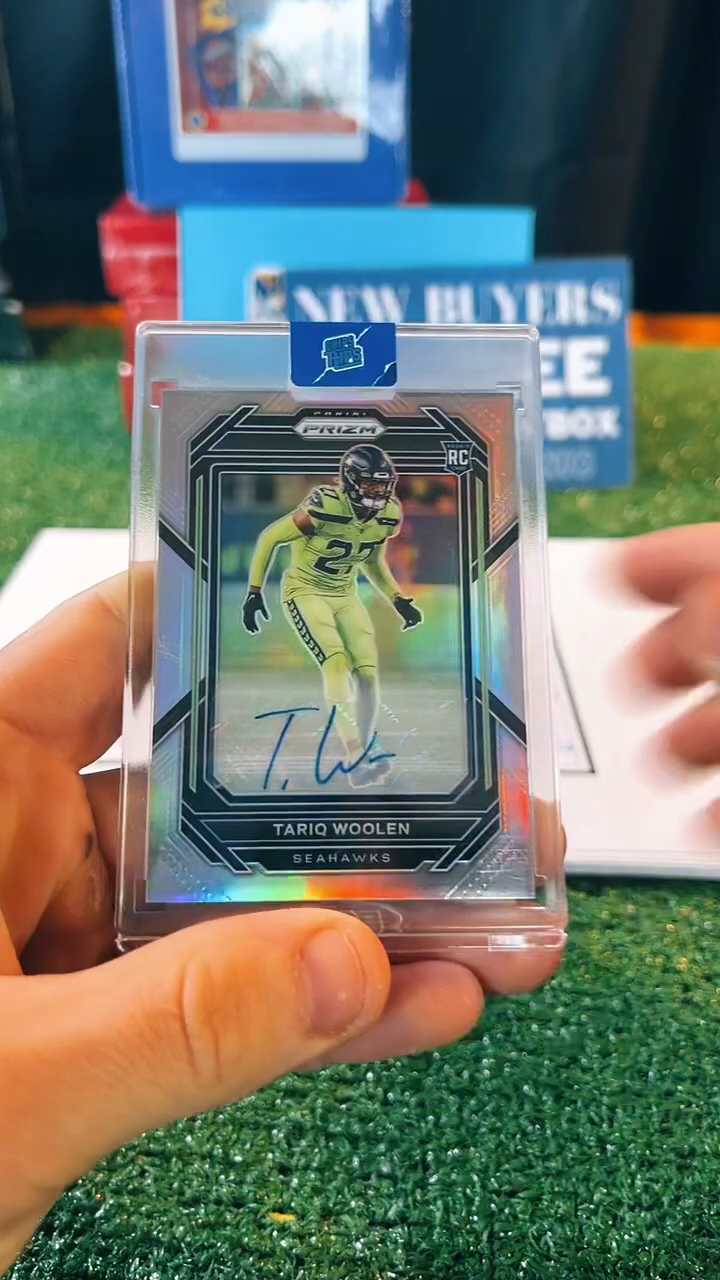 NEW BUYERS
EE
BOX
PANINI
PRIZM
RC
27
T. W
TARIQ WOOLEN
SEAHAWKS